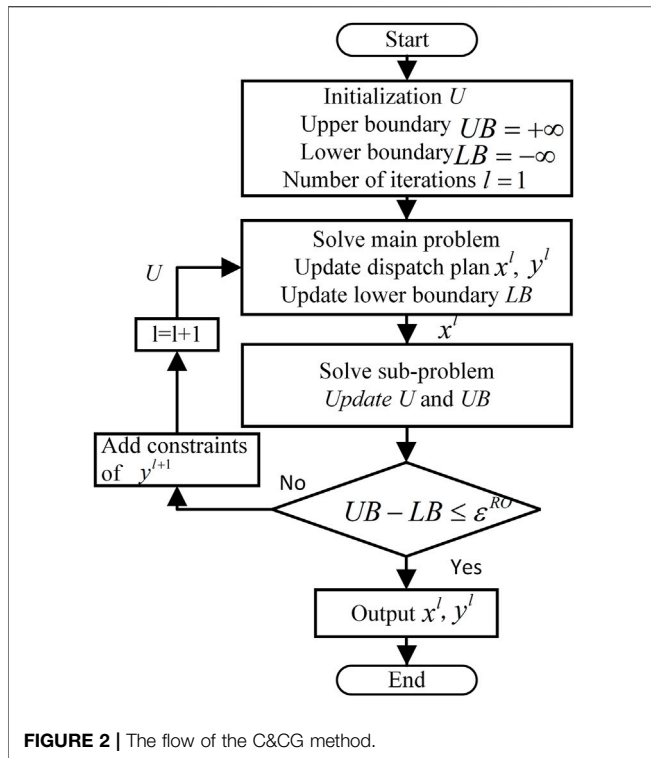 Start
Initialization U
Upper boundary UB = +∞
Lower boundary LB = −∞
Number of iterations l = 1
Solve main problem
Update dispatch plan x^l, y^l
Update lower boundary LB
U
x^l
l=l+1
Solve sub-problem
Update U and UB
Add constraints
of y^{l+1}
No
UB − LB ≤ ε^{RO}
Yes
Output x^l, y^l
End
FIGURE 2 | The flow of the C&CG method.